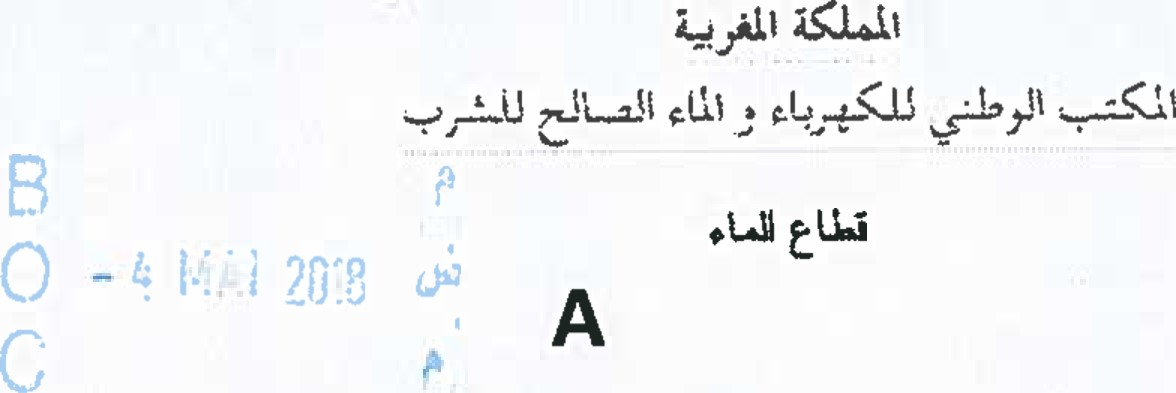 المملكة المغربية
المكتب الوطني للكهرباء و الماء الصالح للشرب
قطاع الماء
B م
O - 4 MAI 2018 ض
C م
A